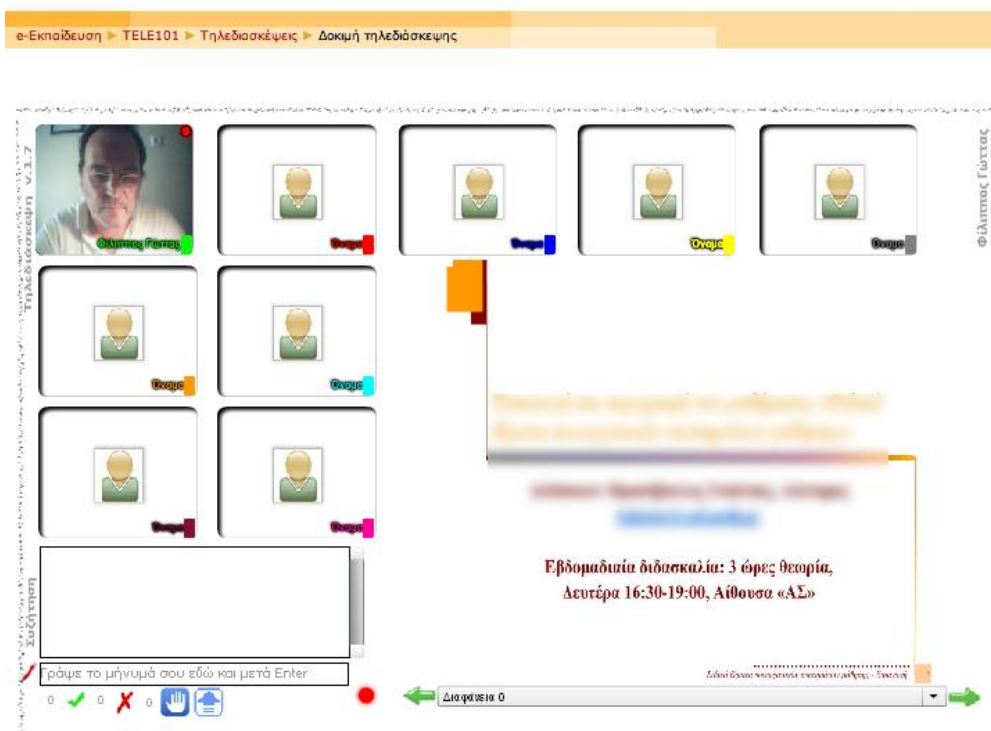 e-Εκπαίδευση ► TELE101 ► Τηλεδιασκέψεις ► Δοκιμή τηλεδιάσκεψης
Τηλεδιάσκεψη v.1.7
Φίλιππος Γώττας
Φίλιππος Γώττας
Όνομα
Όνομα
Όνομα
Όνομα
Όνομα
Όνομα
Όνομα
Όνομα
Εβδομαδιαία διδασκαλία: 3 ώρες θεωρία,
Δευτέρα 16:30-19:00, Αίθουσα «ΑΣ»
Συζήτηση
Γράψε το μήνυμά σου εδώ και μετά Enter
0 0 0
Διαφάνεια 0